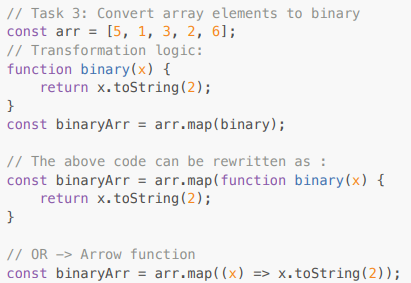 // Task 3: Convert array elements to binary
const arr = [5, 1, 3, 2, 6];
// Transformation logic:
function binary(x) {
    return x.toString(2);
}
const binaryArr = arr.map(binary);

// The above code can be rewritten as :
const binaryArr = arr.map(function binary(x) {
    return x.toString(2);
}

// OR -> Arrow function
const binaryArr = arr.map((x) => x.toString(2));